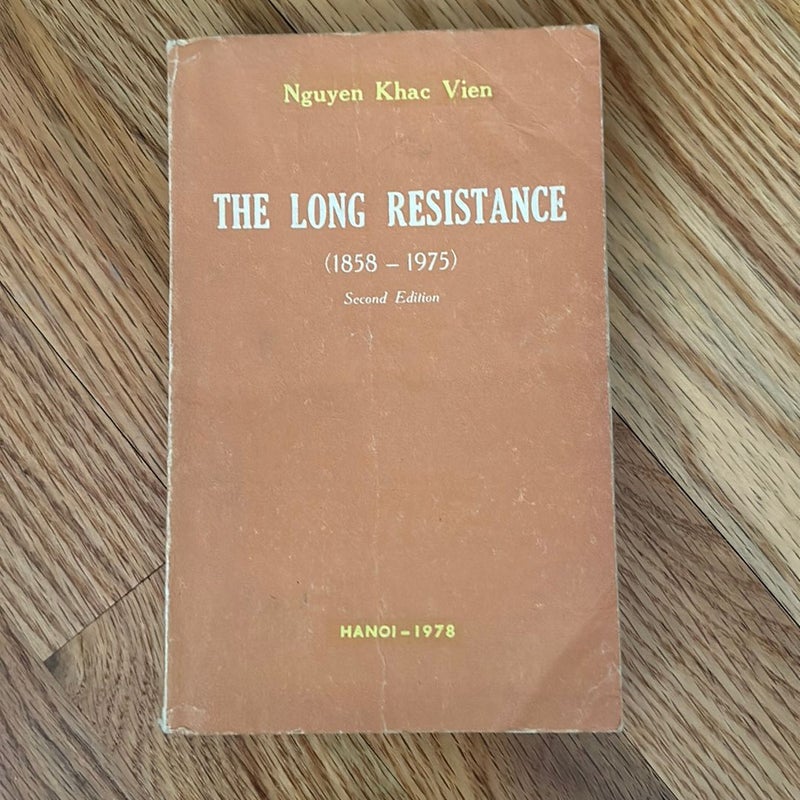 Nguyen Khac Vien
THE LONG RESISTANCE
(1858 – 1975)
Second Edition
HANOI – 1978